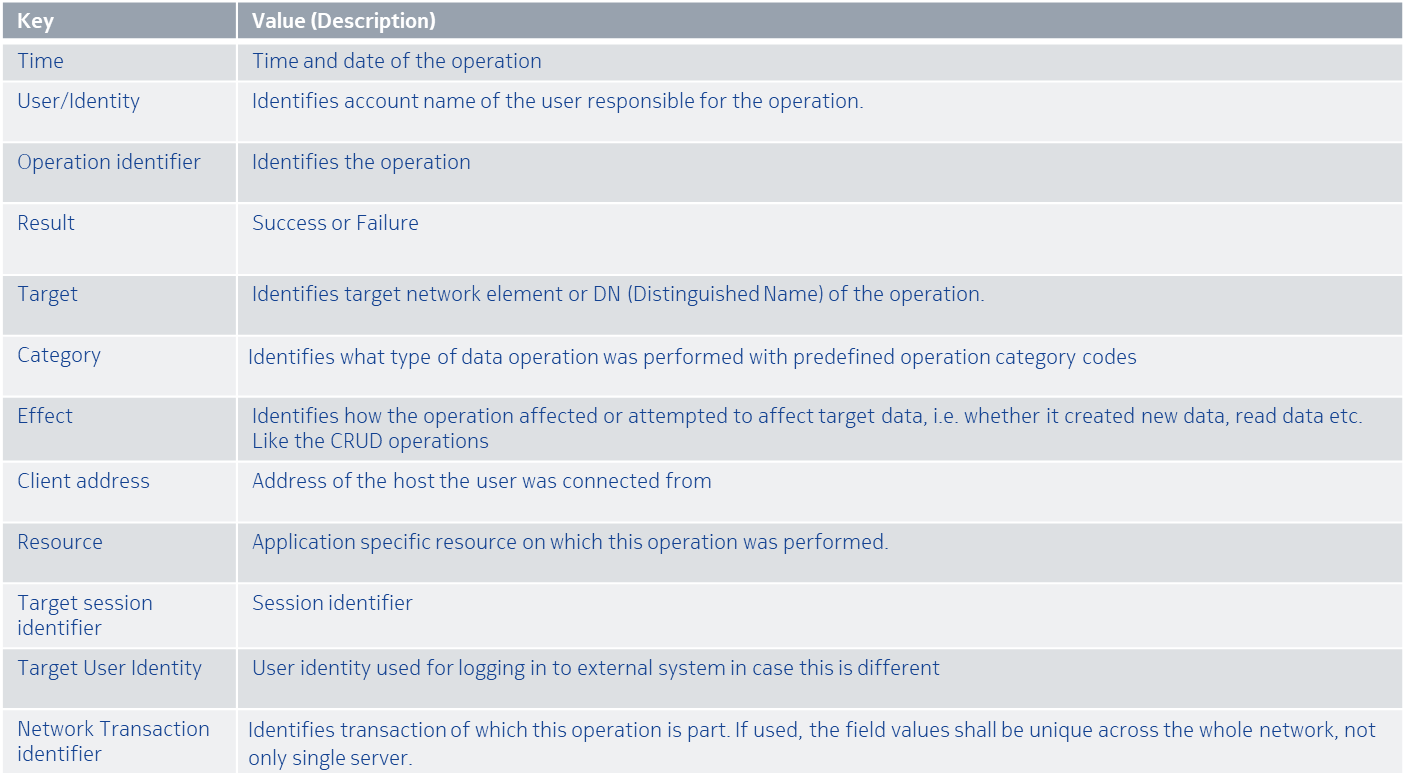 Key Value (Description)
Time Time and date of the operation
User/Identity Identifies account name of the user responsible for the operation.
Operation identifier Identifies the operation
Result Success or Failure
Target Identifies target network element or DN (Distinguished Name) of the operation.
Category Identifies what type of data operation was performed with predefined operation category codes
Effect Identifies how the operation affected or attempted to affect target data, i.e. whether it created new data, read data etc.
Like the CRUD operations
Client address Address of the host the user was connected from
Resource Application specific resource on which this operation was performed.
Target session Session identifier
identifier
Target User Identity User identity used for logging in to external system in case this is different
Network Transaction Identifies transaction of which this operation is part. If used, the field values shall be unique across the whole network, not
identifier only single server.